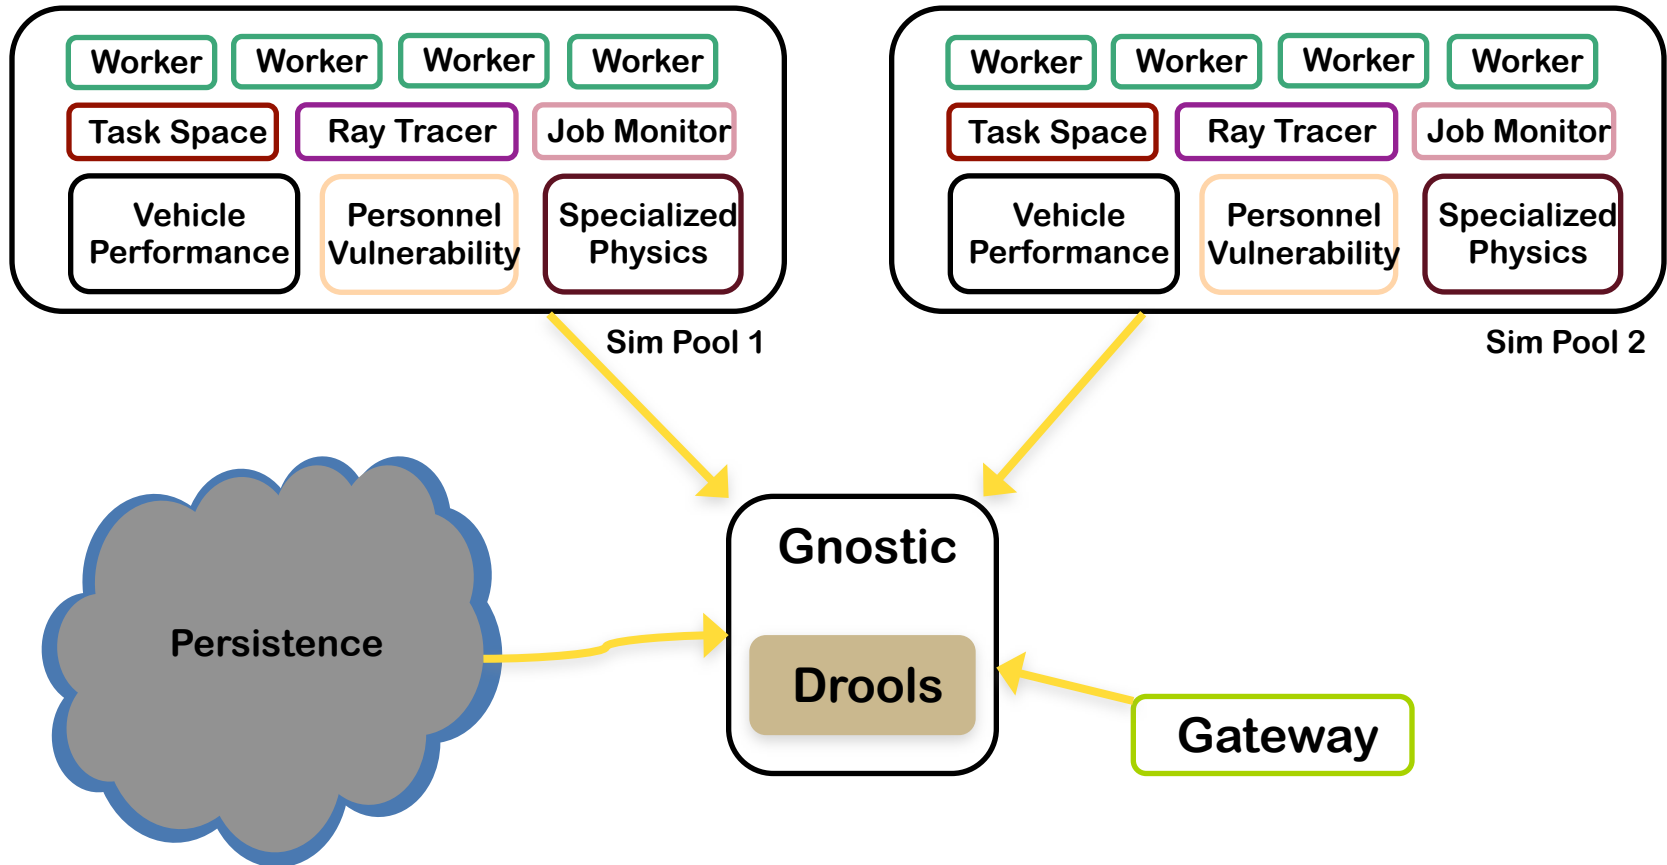 Worker Worker Worker Worker
Task Space Ray Tracer Job Monitor
Vehicle Performance
Personnel Vulnerability
Specialized Physics
Sim Pool 1
Worker Worker Worker Worker
Task Space Ray Tracer Job Monitor
Vehicle Performance
Personnel Vulnerability
Specialized Physics
Sim Pool 2
Persistence
Gnostic
Drools
Gateway